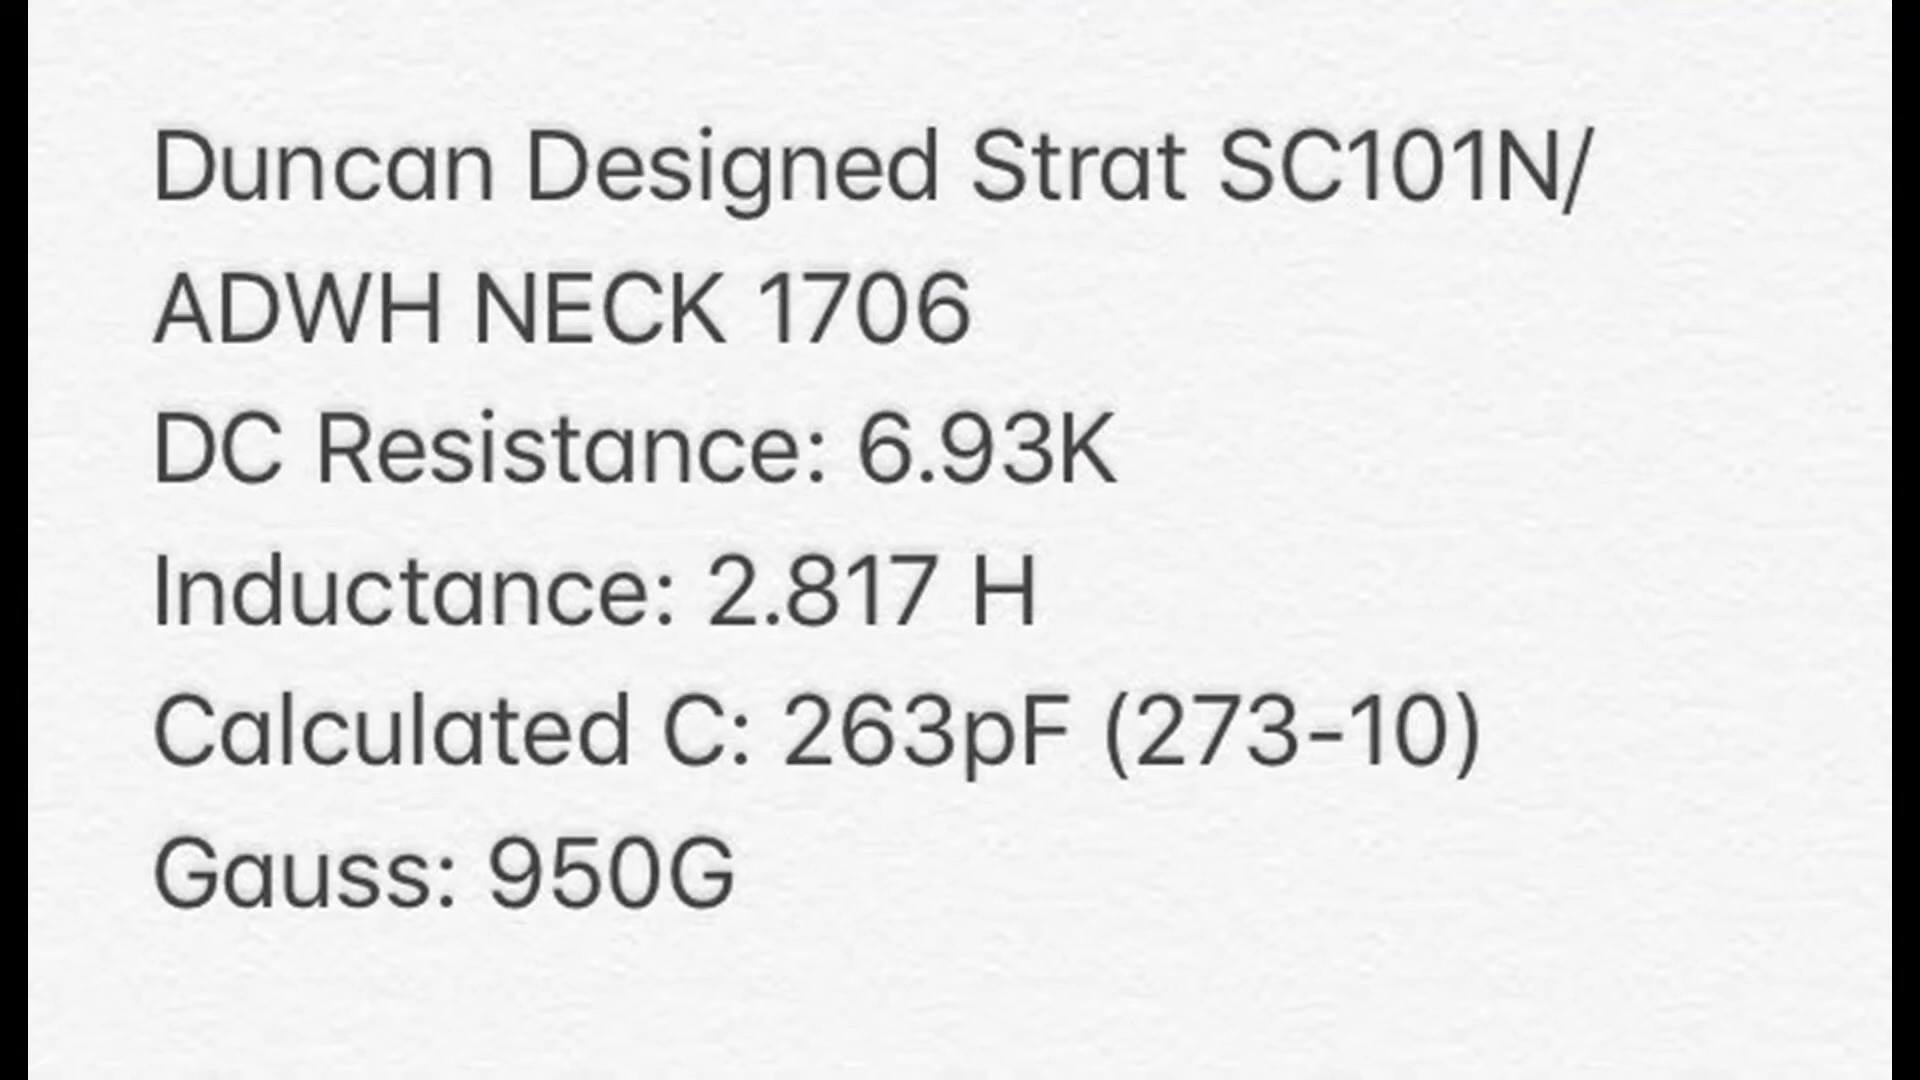 Duncan Designed Strat SC101N/
ADWH NECK 1706
DC Resistance: 6.93K
Inductance: 2.817 H
Calculated C: 263pF (273-10)
Gauss: 950G